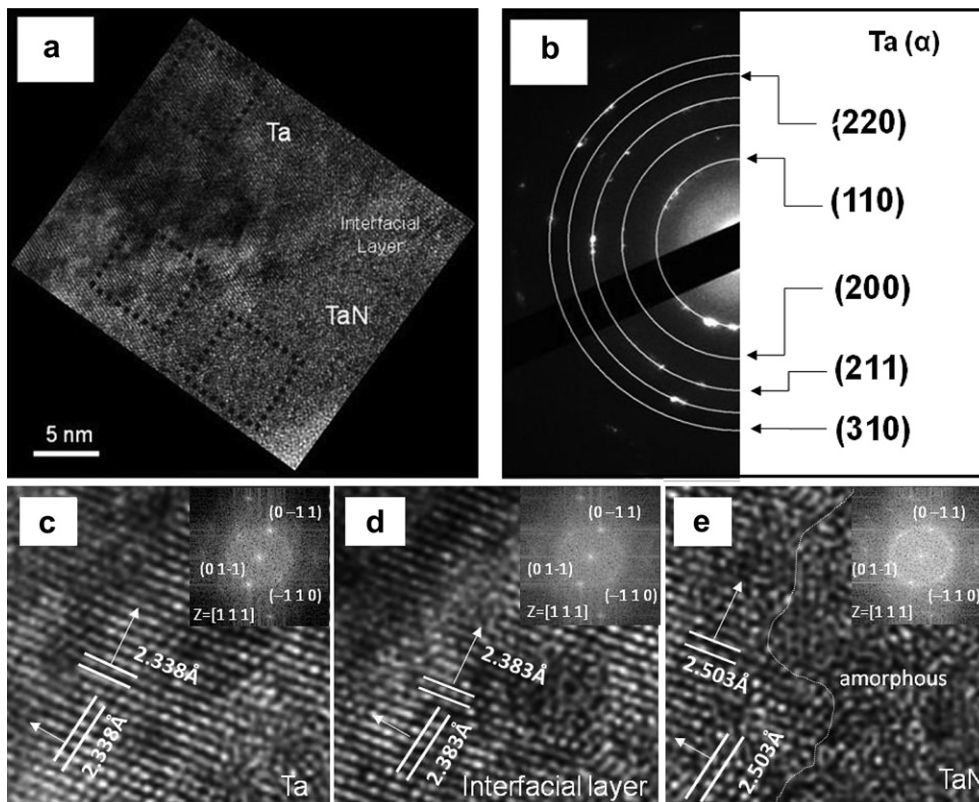 a
Ta
Interfacial
Layer
TaN
5 nm
b
Ta (α)
(220)
(110)
(200)
(211)
(310)
c
(0 –1 1)
(0 1-1)
(–1 1 0)
Z=[1 1 1]
2.338Å
2.338Å
Ta
d
(0 –1 1)
(0 1-1)
(–1 1 0)
Z=[1 1 1]
2.383Å
2.383Å
Interfacial layer
e
(0 –1 1)
(0 1-1)
(–1 1 0)
Z=[1 1 1]
2.503Å
amorphous
2.503Å
TaN